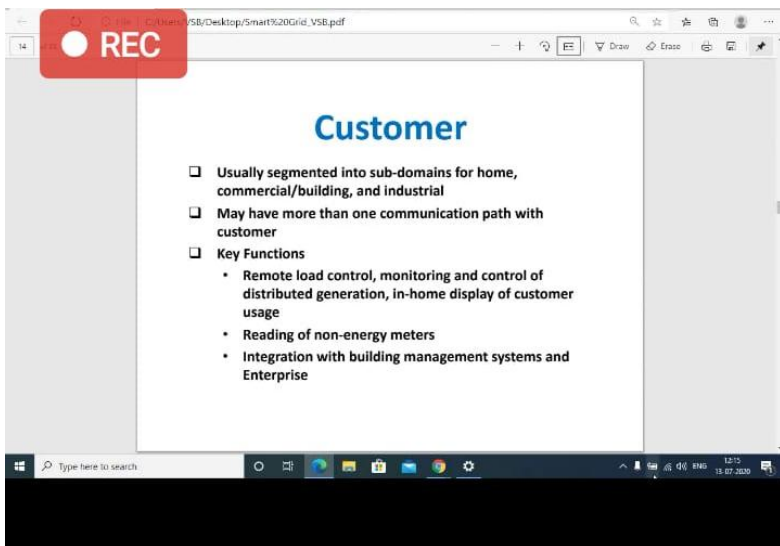 C:/Users/VSB/Desktop/Smart%20Grid_VSB.pdf
14
REC
Draw
Erase
Customer
Usually segmented into sub-domains for home,
commercial/building, and industrial
May have more than one communication path with
customer
Key Functions
• Remote load control, monitoring and control of
distributed generation, in-home display of customer
usage
• Reading of non-energy meters
• Integration with building management systems and
Enterprise
Type here to search
ENG
12:15
13-07-2020